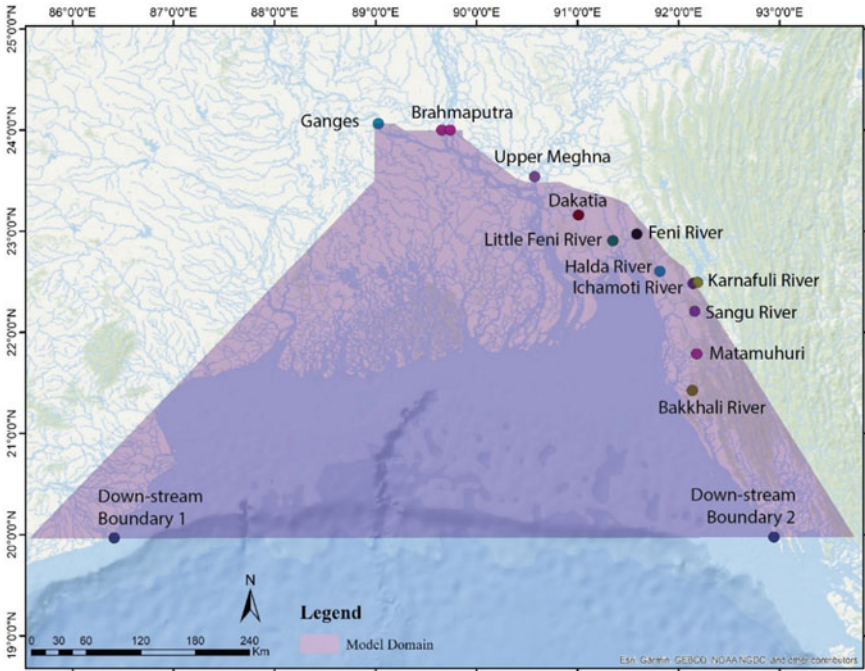 86°0'0"E 87°0'0"E 88°0'0"E 89°0'0"E 90°0'0"E 91°0'0"E 92°0'0"E 93°0'0"E
25°0'0"N
24°0'0"N
23°0'0"N
22°0'0"N
21°0'0"N
20°0'0"N
19°0'0"N
Ganges
Brahmaputra
Upper Meghna
Dakatia
Little Feni River
Feni River
Halda River
Ichamoti River
Karnafuli River
Sangu River
Matamuhuri
Bakkhali River
Down-stream
Boundary 1
Down-stream
Boundary 2
N
0 15 30 60 120 180 240
Km
Legend
Model Domain
Esri, Garmin, GEBCO, NOAA NGDC, and other contributors